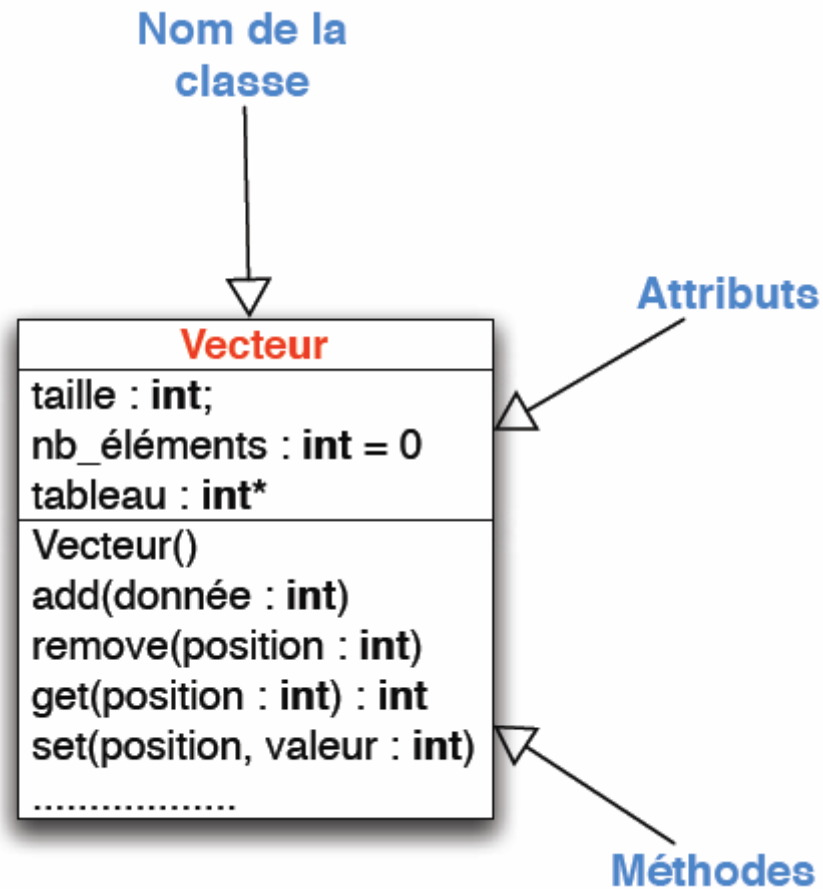 Nom de la
classe
Attributs
Vecteur
taille : int;
nb_éléments : int = 0
tableau : int*
Vecteur()
add(donnée : int)
remove(position : int)
get(position : int) : int
set(position, valeur : int)
..................
Méthodes